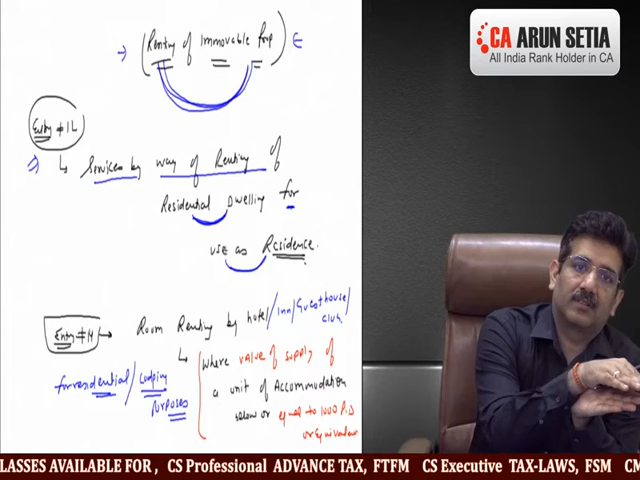 CA ARUN SETIA
All India Rank Holder in CA
→ (Renting of Immovable Prop)
Entry # 12
↳ Services by way of Renting of
Residential Dwelling for
use as Residence.
Entry # 14 → Room Renting by hotel/Inn/Guesthouse/
club,
↳ Where value of supply of
for residential/Lodging
purposes
a unit of Accommodation
below or equal to 1000 P.D
or Equivalent
LASSES AVAILABLE FOR , CS Professional ADVANCE TAX, FTFM CS Executive TAX-LAWS, FSM CM